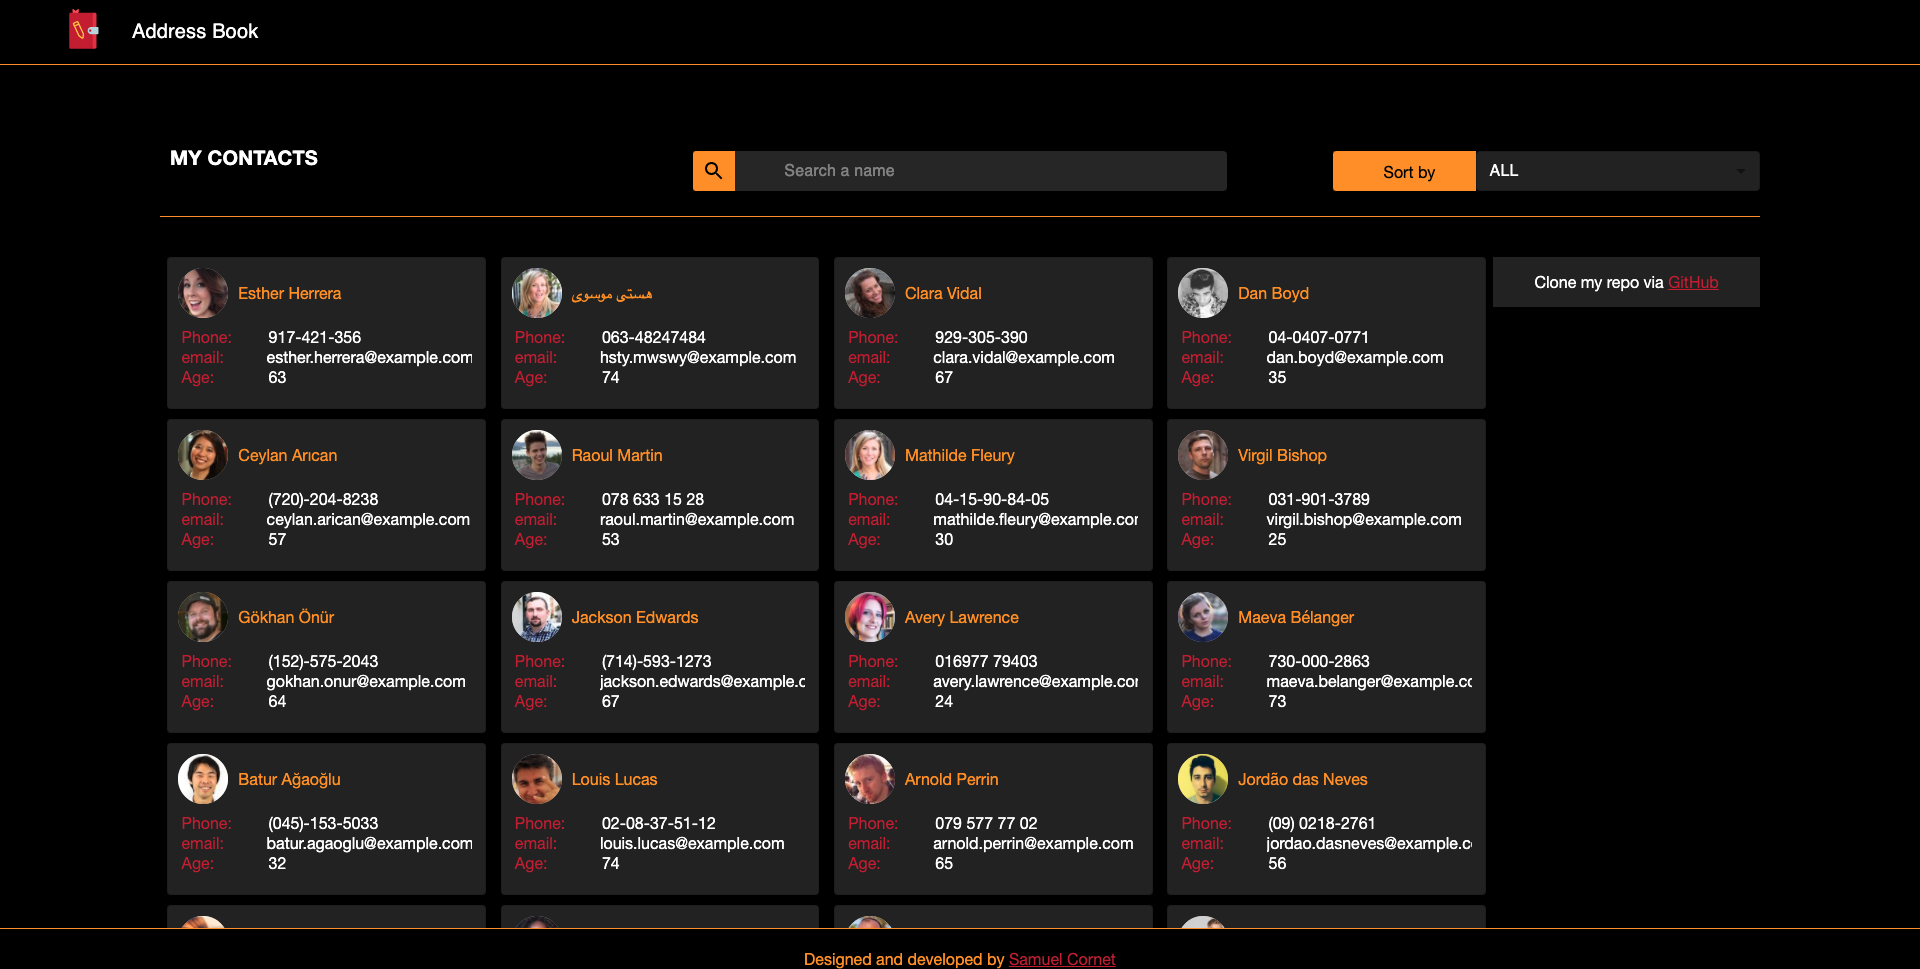 Address Book
MY CONTACTS
Search a name
Sort by
ALL
Esther Herrera
Phone: 917-421-356
email: esther.herrera@example.com
Age: 63
هستی موسوی
Phone: 063-48247484
email: hsty.mwswy@example.com
Age: 74
Clara Vidal
Phone: 929-305-390
email: clara.vidal@example.com
Age: 67
Dan Boyd
Phone: 04-0407-0771
email: dan.boyd@example.com
Age: 35
Clone my repo via GitHub
Ceylan Arıcan
Phone: (720)-204-8238
email: ceylan.arican@example.com
Age: 57
Raoul Martin
Phone: 078 633 15 28
email: raoul.martin@example.com
Age: 53
Mathilde Fleury
Phone: 04-15-90-84-05
email: mathilde.fleury@example.cor
Age: 30
Virgil Bishop
Phone: 031-901-3789
email: virgil.bishop@example.com
Age: 25
Gökhan Önür
Phone: (152)-575-2043
email: gokhan.onur@example.com
Age: 64
Jackson Edwards
Phone: (714)-593-1273
email: jackson.edwards@example.c
Age: 67
Avery Lawrence
Phone: 016977 79403
email: avery.lawrence@example.cor
Age: 24
Maeva Bélanger
Phone: 730-000-2863
email: maeva.belanger@example.cc
Age: 73
Batur Ağaoğlu
Phone: (045)-153-5033
email: batur.agaoglu@example.com
Age: 32
Louis Lucas
Phone: 02-08-37-51-12
email: louis.lucas@example.com
Age: 74
Arnold Perrin
Phone: 079 577 77 02
email: arnold.perrin@example.com
Age: 65
Jordão das Neves
Phone: (09) 0218-2761
email: jordao.dasneves@example.c
Age: 56
Designed and developed by Samuel Cornet